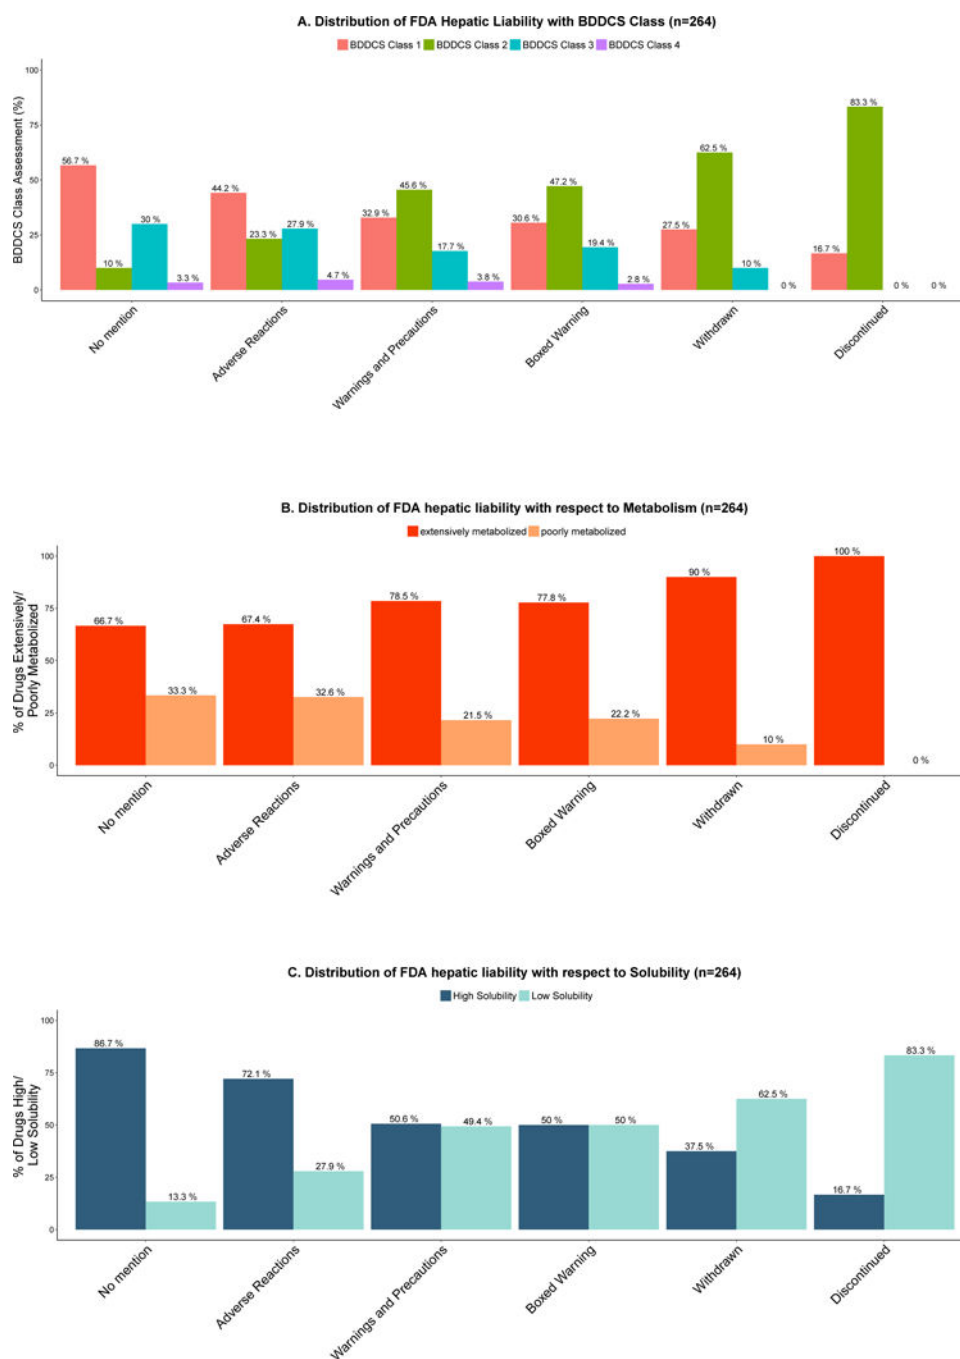 A. Distribution of FDA Hepatic Liability with BDDCS Class (n=264)
BDDCS Class 1 BDDCS Class 2 BDDCS Class 3 BDDCS Class 4
BDDCS Class Assessment (%)
100
75
50
25
0
56.7 % 10 % 30 % 3.3 %
44.2 % 23.3 % 27.9 % 4.7 %
32.9 % 45.6 % 17.7 % 3.8 %
30.6 % 47.2 % 19.4 % 2.8 %
27.5 % 62.5 % 10 % 0 %
16.7 % 83.3 % 0 % 0 %
No mention
Adverse Reactions
Warnings and Precautions
Boxed Warning
Withdrawn
Discontinued
B. Distribution of FDA hepatic liability with respect to Metabolism (n=264)
extensively metabolized poorly metabolized
% of Drugs Extensively/
Poorly Metabolized
100
75
50
25
0
66.7 % 33.3 %
67.4 % 32.6 %
78.5 % 21.5 %
77.8 % 22.2 %
90 % 10 %
100 % 0 %
No mention
Adverse Reactions
Warnings and Precautions
Boxed Warning
Withdrawn
Discontinued
C. Distribution of FDA hepatic liability with respect to Solubility (n=264)
High Solubility Low Solubility
% of Drugs High/
Low Solubility
100
75
50
25
0
86.7 % 13.3 %
72.1 % 27.9 %
50.6 % 49.4 %
50 % 50 %
37.5 % 62.5 %
16.7 % 83.3 %
No mention
Adverse Reactions
Warnings and Precautions
Boxed Warning
Withdrawn
Discontinued